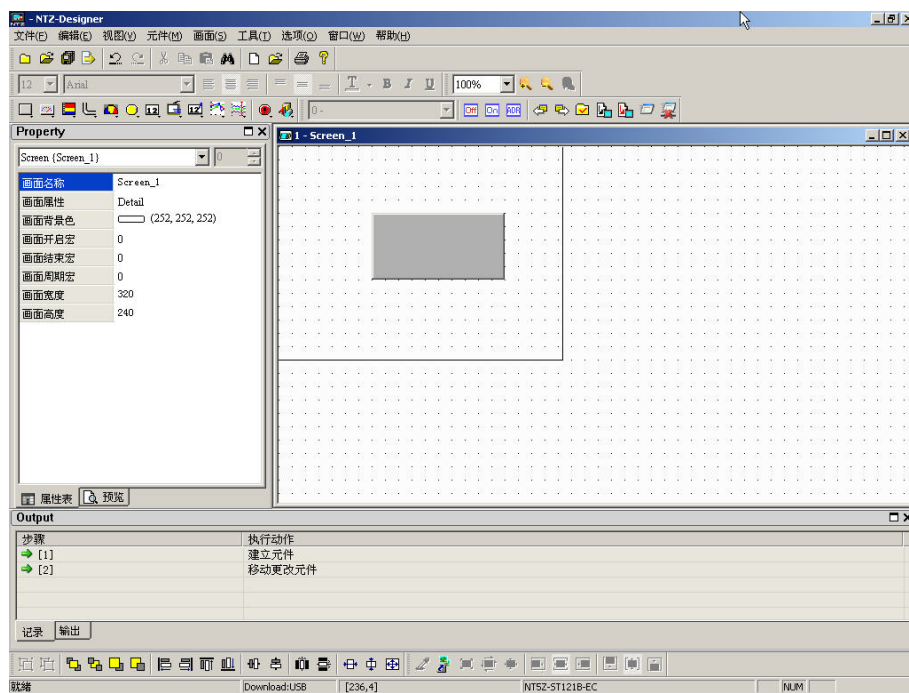 - NTZ-Designer
文件(F) 编辑(E) 视图(V) 元件(M) 画面(S) 工具(T) 选项(O) 窗口(W) 帮助(H)
12 Arial 100%
0 -
Property
1 - Screen_1
Screen {Screen_1} 0
画面名称 Screen_1
画面属性 Detail
画面背景色 (252, 252, 252)
画面开启宏 0
画面结束宏 0
画面周期宏 0
画面宽度 320
画面高度 240
属性表 预览
Output
步骤 执行动作
[1] 建立元件
[2] 移动更改元件
记录 输出
就绪 Download:USB [236,4] NT5Z-ST121B-EC NUM